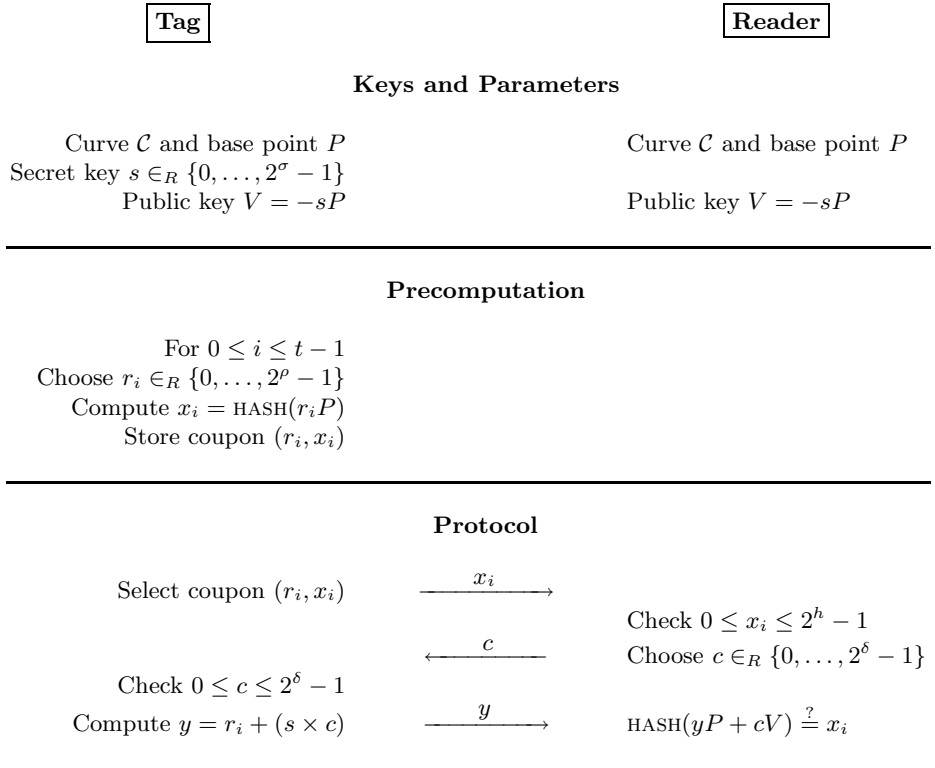 Tag Reader
Keys and Parameters
Curve 𝒞 and base point P Curve 𝒞 and base point P
Secret key s ∈_R {0, . . . , 2^σ − 1}
Public key V = −sP Public key V = −sP
Precomputation
For 0 ≤ i ≤ t − 1
Choose r_i ∈_R {0, . . . , 2^ρ − 1}
Compute x_i = HASH(r_iP)
Store coupon (r_i, x_i)
Protocol
Select coupon (r_i, x_i) x_i
Check 0 ≤ x_i ≤ 2^h − 1
c Choose c ∈_R {0, . . . , 2^δ − 1}
Check 0 ≤ c ≤ 2^δ − 1
Compute y = r_i + (s × c) y HASH(yP + cV) ≟ x_i